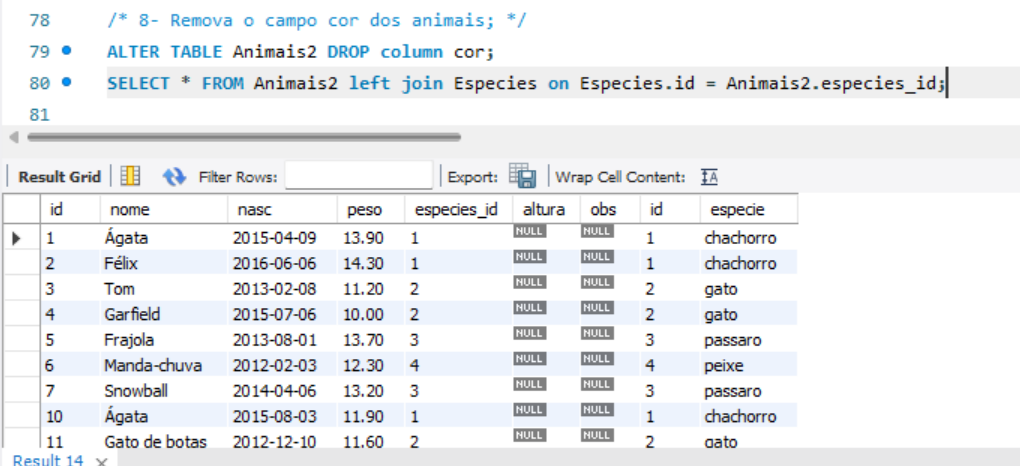 78 /* 8- Remova o campo cor dos animais; */
79 ALTER TABLE Animais2 DROP column cor;
80 SELECT * FROM Animais2 left join Especies on Especies.id = Animais2.especies_id;
81
Result Grid Filter Rows: Export: Wrap Cell Content: IA
id nome nasc peso especies_id altura obs id especie
1 Ágata 2015-04-09 13.90 1 NULL NULL 1 chachorro
2 Félix 2016-06-06 14.30 1 NULL NULL 1 chachorro
3 Tom 2013-02-08 11.20 2 NULL NULL 2 gato
4 Garfield 2015-07-06 10.00 2 NULL NULL 2 gato
5 Frajola 2013-08-01 13.70 3 NULL NULL 3 passaro
6 Manda-chuva 2012-02-03 12.30 4 NULL NULL 4 peixe
7 Snowball 2014-04-06 13.20 3 NULL NULL 3 passaro
10 Ágata 2015-08-03 11.90 1 NULL NULL 1 chachorro
11 Gato de botas 2012-12-10 11.60 2 NULL NULL 2 gato
Result 14